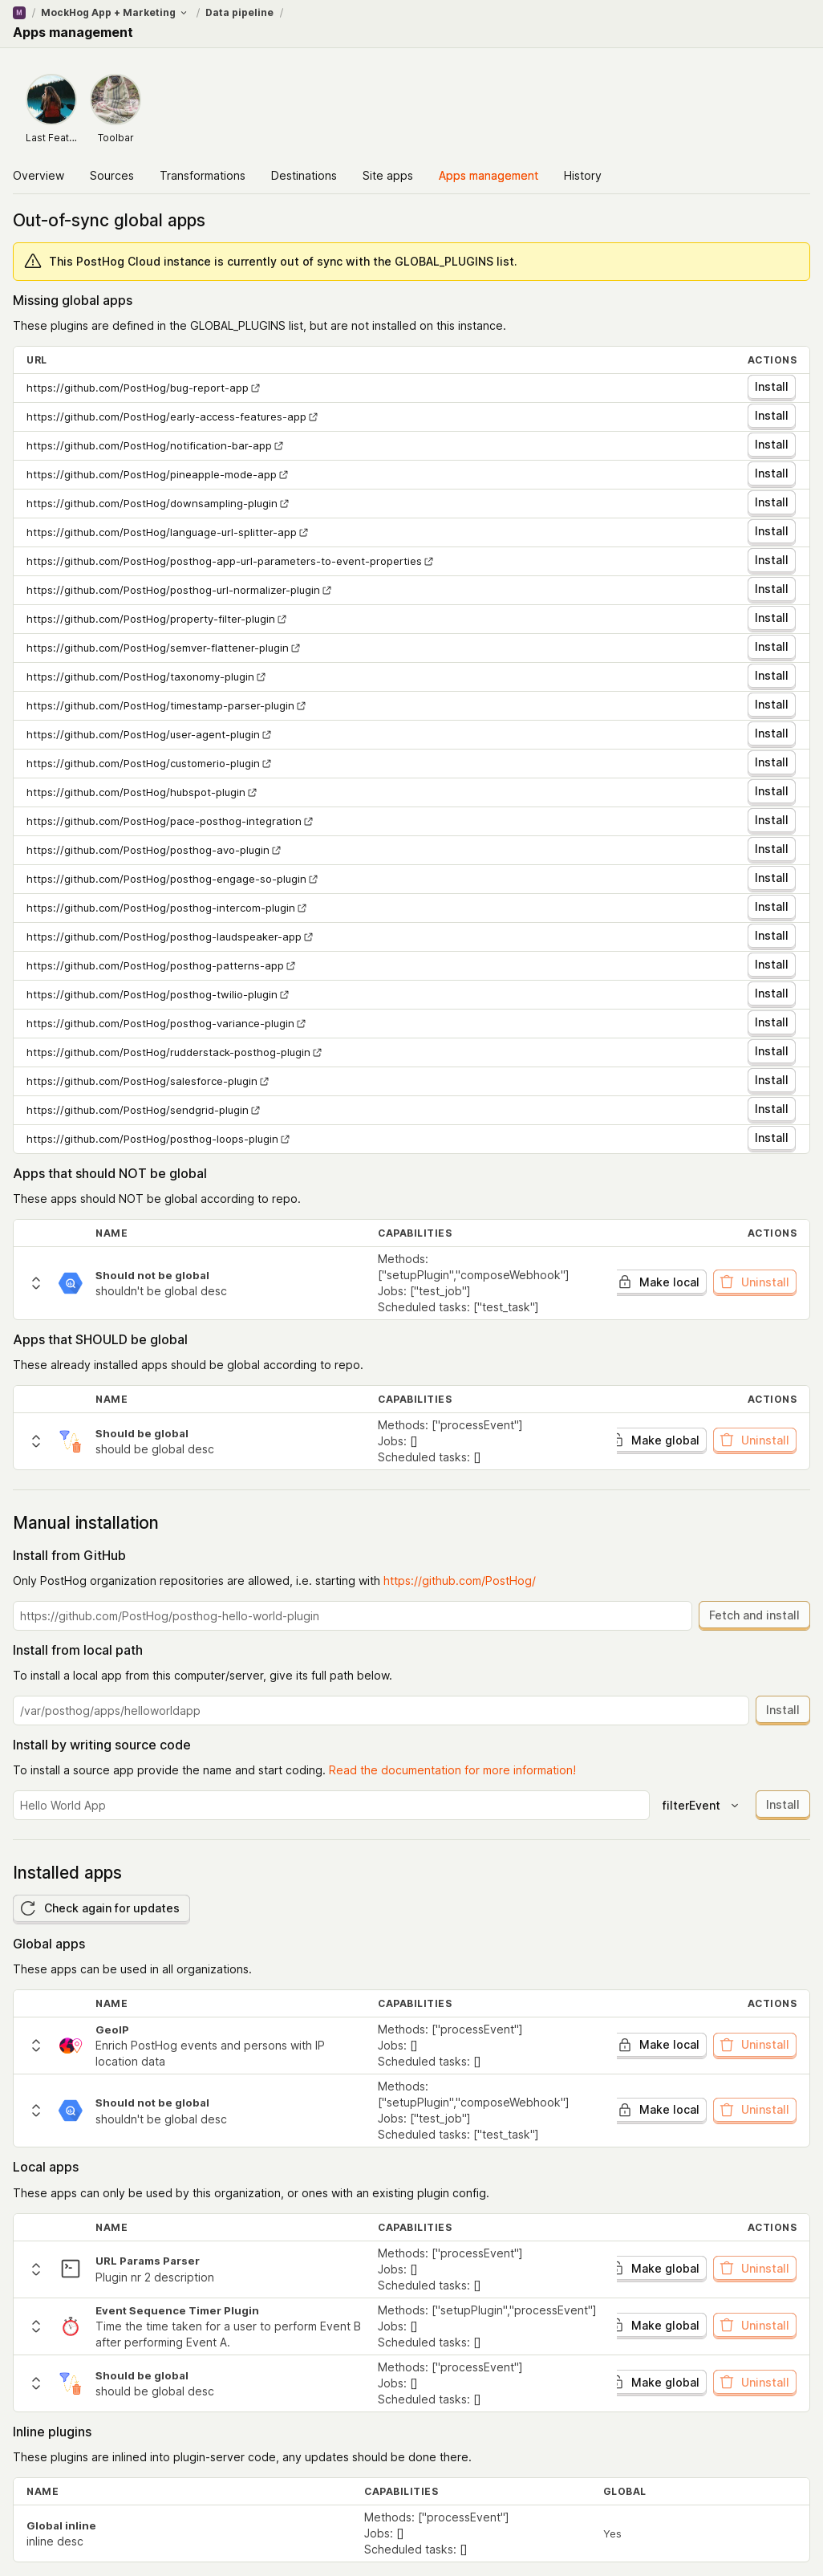 M / MockHog App + Marketing / Data pipeline /
Apps management
Last Feat... Toolbar
Overview Sources Transformations Destinations Site apps Apps management History
Out-of-sync global apps
This PostHog Cloud instance is currently out of sync with the GLOBAL_PLUGINS list.
Missing global apps
These plugins are defined in the GLOBAL_PLUGINS list, but are not installed on this instance.
URL ACTIONS
https://github.com/PostHog/bug-report-app Install
https://github.com/PostHog/early-access-features-app Install
https://github.com/PostHog/notification-bar-app Install
https://github.com/PostHog/pineapple-mode-app Install
https://github.com/PostHog/downsampling-plugin Install
https://github.com/PostHog/language-url-splitter-app Install
https://github.com/PostHog/posthog-app-url-parameters-to-event-properties Install
https://github.com/PostHog/posthog-url-normalizer-plugin Install
https://github.com/PostHog/property-filter-plugin Install
https://github.com/PostHog/semver-flattener-plugin Install
https://github.com/PostHog/taxonomy-plugin Install
https://github.com/PostHog/timestamp-parser-plugin Install
https://github.com/PostHog/user-agent-plugin Install
https://github.com/PostHog/customerio-plugin Install
https://github.com/PostHog/hubspot-plugin Install
https://github.com/PostHog/pace-posthog-integration Install
https://github.com/PostHog/posthog-avo-plugin Install
https://github.com/PostHog/posthog-engage-so-plugin Install
https://github.com/PostHog/posthog-intercom-plugin Install
https://github.com/PostHog/posthog-laudspeaker-app Install
https://github.com/PostHog/posthog-patterns-app Install
https://github.com/PostHog/posthog-twilio-plugin Install
https://github.com/PostHog/posthog-variance-plugin Install
https://github.com/PostHog/rudderstack-posthog-plugin Install
https://github.com/PostHog/salesforce-plugin Install
https://github.com/PostHog/sendgrid-plugin Install
https://github.com/PostHog/posthog-loops-plugin Install
Apps that should NOT be global
These apps should NOT be global according to repo.
NAME CAPABILITIES ACTIONS
Should not be global
shouldn't be global desc
Methods:
["setupPlugin","composeWebhook"]
Jobs: ["test_job"]
Scheduled tasks: ["test_task"]
Make local Uninstall
Apps that SHOULD be global
These already installed apps should be global according to repo.
NAME CAPABILITIES ACTIONS
Should be global
should be global desc
Methods: ["processEvent"]
Jobs: []
Scheduled tasks: []
Make global Uninstall
Manual installation
Install from GitHub
Only PostHog organization repositories are allowed, i.e. starting with https://github.com/PostHog/
https://github.com/PostHog/posthog-hello-world-plugin Fetch and install
Install from local path
To install a local app from this computer/server, give its full path below.
/var/posthog/apps/helloworldapp Install
Install by writing source code
To install a source app provide the name and start coding. Read the documentation for more information!
Hello World App filterEvent Install
Installed apps
Check again for updates
Global apps
These apps can be used in all organizations.
NAME CAPABILITIES ACTIONS
GeoIP
Enrich PostHog events and persons with IP
location data
Methods: ["processEvent"]
Jobs: []
Scheduled tasks: []
Make local Uninstall
Should not be global
shouldn't be global desc
Methods:
["setupPlugin","composeWebhook"]
Jobs: ["test_job"]
Scheduled tasks: ["test_task"]
Make local Uninstall
Local apps
These apps can only be used by this organization, or ones with an existing plugin config.
NAME CAPABILITIES ACTIONS
URL Params Parser
Plugin nr 2 description
Methods: ["processEvent"]
Jobs: []
Scheduled tasks: []
Make global Uninstall
Event Sequence Timer Plugin
Time the time taken for a user to perform Event B
after performing Event A.
Methods: ["setupPlugin","processEvent"]
Jobs: []
Scheduled tasks: []
Make global Uninstall
Should be global
should be global desc
Methods: ["processEvent"]
Jobs: []
Scheduled tasks: []
Make global Uninstall
Inline plugins
These plugins are inlined into plugin-server code, any updates should be done there.
NAME CAPABILITIES GLOBAL
Global inline
inline desc
Methods: ["processEvent"]
Jobs: []
Scheduled tasks: []
Yes